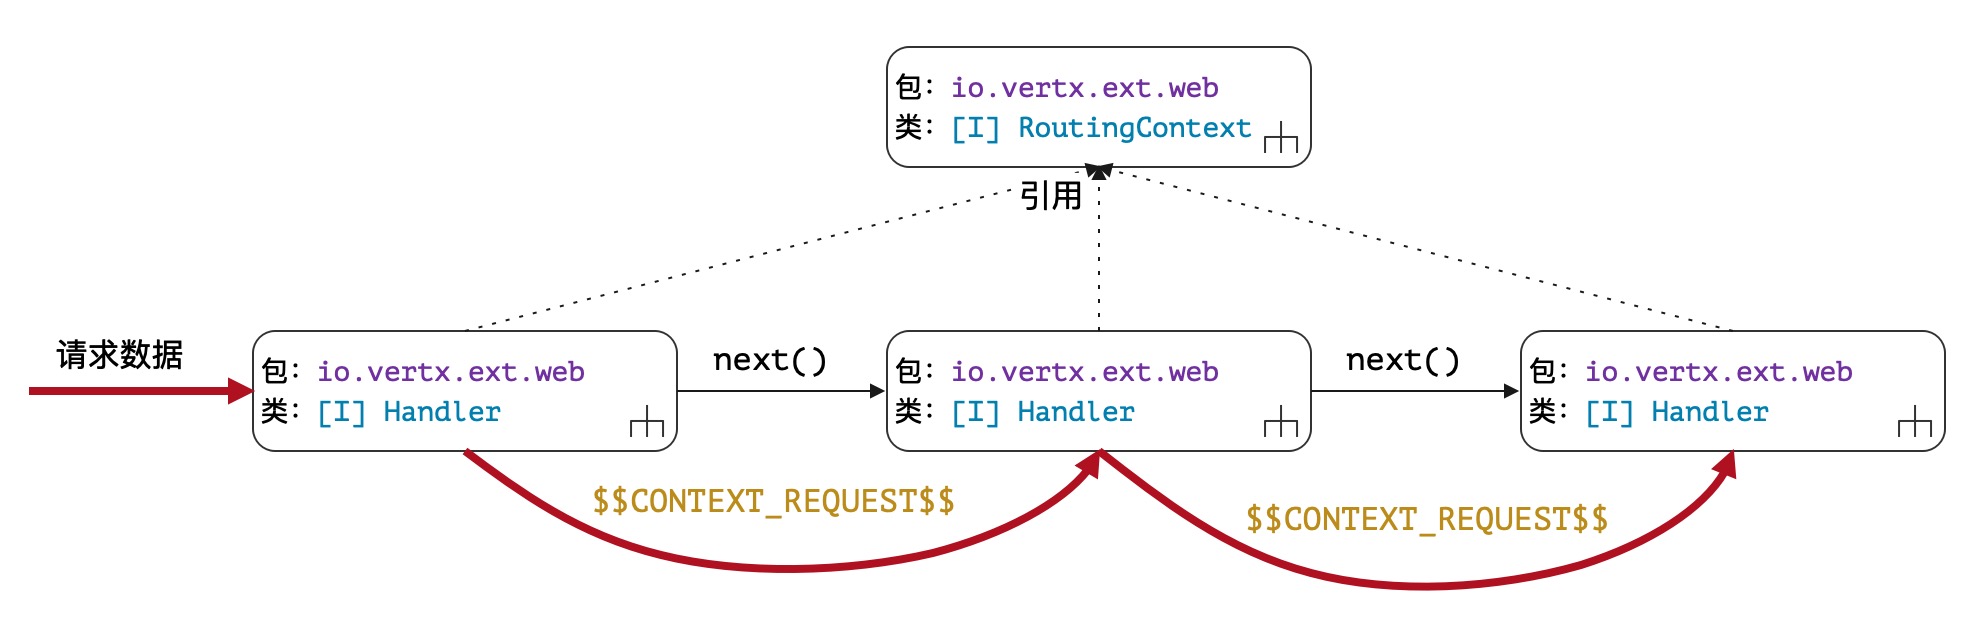 包: io.vertx.ext.web
类: [I] RoutingContext
引用
请求数据
包: io.vertx.ext.web
类: [I] Handler
next()
包: io.vertx.ext.web
类: [I] Handler
next()
包: io.vertx.ext.web
类: [I] Handler
$$CONTEXT_REQUEST$$
$$CONTEXT_REQUEST$$